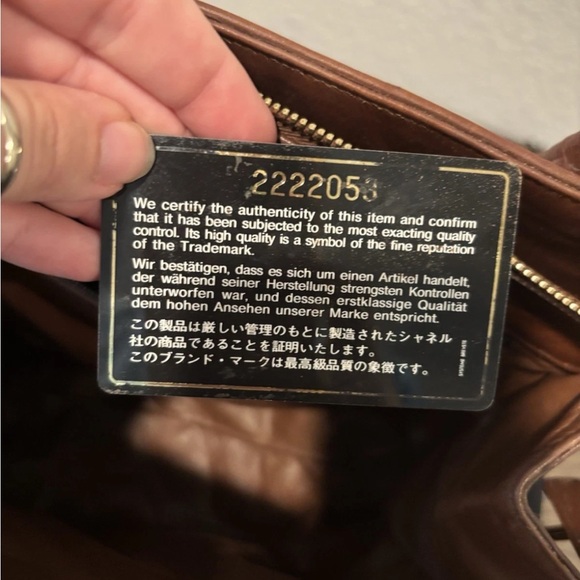 2222053
We certify the authenticity of this item and confirm
that it has been subjected to the most exacting quality
control. Its high quality is a symbol of the fine reputation
of the Trademark.
Wir bestätigen, dass es sich um einen Artikel handelt,
der während seiner Herstellung strengsten Kontrollen
unterworfen war, und dessen erstklassige Qualität
dem hohen Ansehen unserer Marke entspricht.
この製品は厳しい管理のもとに製造されたシャネル
社の商品であることを証明いたします。
このブランド・マークは最高級品質の象徴です。